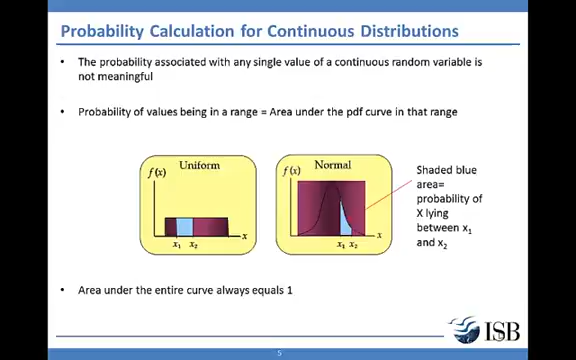 Probability Calculation for Continuous Distributions
• The probability associated with any single value of a continuous random variable is
not meaningful
• Probability of values being in a range = Area under the pdf curve in that range
Uniform
f(x)
x
x₁ x₂
Normal
f(x)
x
x₁ x₂
Shaded blue
area=
probability of
X lying
between x₁
and x₂
• Area under the entire curve always equals 1
ISB
5